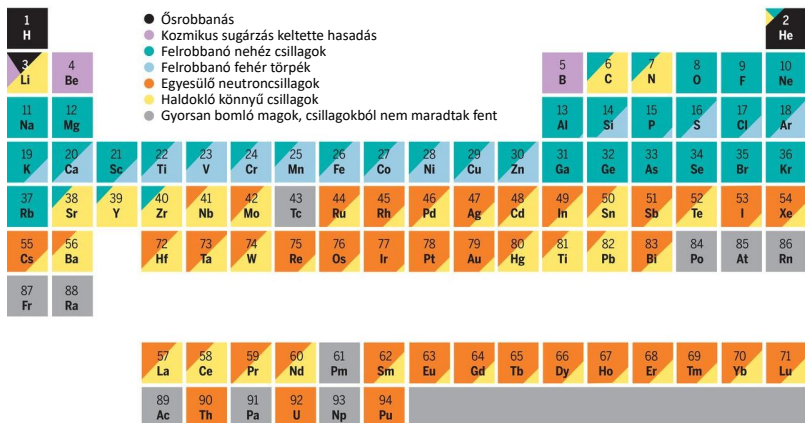 1 2
H He
● Ősrobbanás
● Kozmikus sugárzás keltette hasadás
● Felrobbanó nehéz csillagok
● Felrobbanó fehér törpék
● Egyesülő neutroncsillagok
● Haldokló könnyű csillagok
● Gyorsan bomló magok, csillagokból nem maradtak fent
3 4 5 6 7 8 9 10
Li Be B C N O F Ne
11 12 13 14 15 16 17 18
Na Mg Al Si P S Cl Ar
19 20 21 22 23 24 25 26 27 28 29 30 31 32 33 34 35 36
K Ca Sc Ti V Cr Mn Fe Co Ni Cu Zn Ga Ge As Se Br Kr
37 38 39 40 41 42 43 44 45 46 47 48 49 50 51 52 53 54
Rb Sr Y Zr Nb Mo Tc Ru Rh Pd Ag Cd In Sn Sb Te I Xe
55 56 72 73 74 75 76 77 78 79 80 81 82 83 84 85 86
Cs Ba Hf Ta W Re Os Ir Pt Au Hg Ti Pb Bi Po At Rn
87 88
Fr Ra
57 58 59 60 61 62 63 64 65 66 67 68 69 70 71
La Ce Pr Nd Pm Sm Eu Gd Tb Dy Ho Er Tm Yb Lu
89 90 91 92 93 94
Ac Th Pa U Np Pu